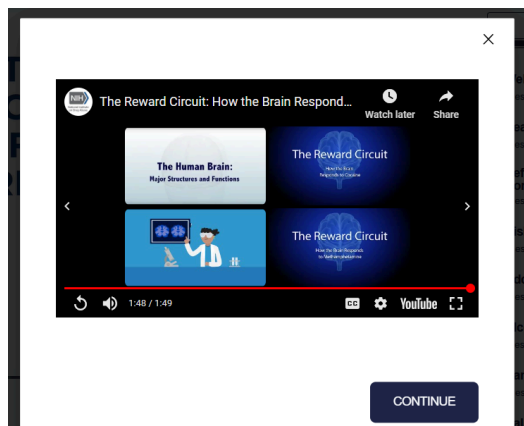 NIH
The Reward Circuit: How the Brain Respond...
Watch later
Share
The Human Brain:
Major Structures and Functions
The Reward Circuit
How the Brain
Responds to Cocaine
The Reward Circuit
How the Brain Responds
to Methamphetamine
1:48 / 1:49
CC
YouTube
CONTINUE